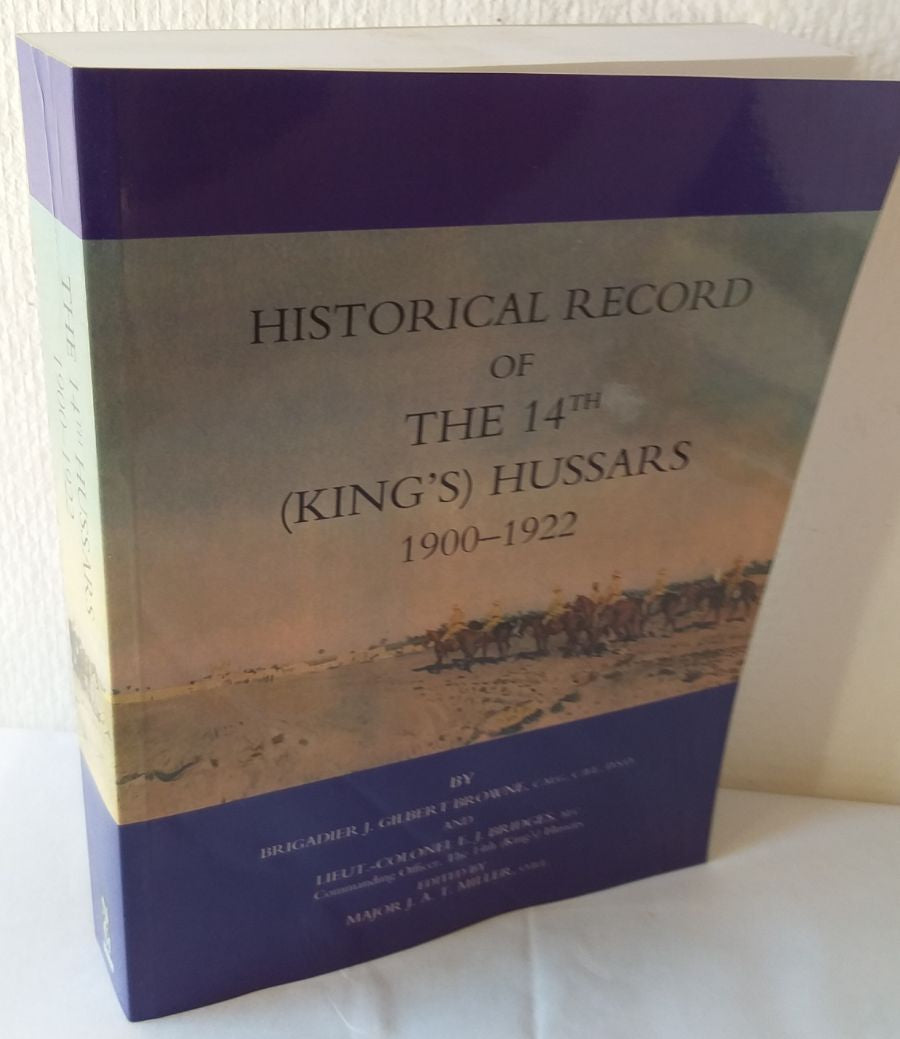 HISTORICAL RECORD
OF
THE 14TH
(KING'S) HUSSARS
1900–1922
BY
BRIGADIER J. GILBERT BROWNE, C.M.G., C.B.E., D.S.O.
AND
LIEUT.-COLONEL E. J. BRIDGES, M.C.
Commanding Officer, The 14th (King's) Hussars
EDITED BY
MAJOR J. A. T. MILLER, O.B.E.
THE 14TH HUSSARS
1900–1922